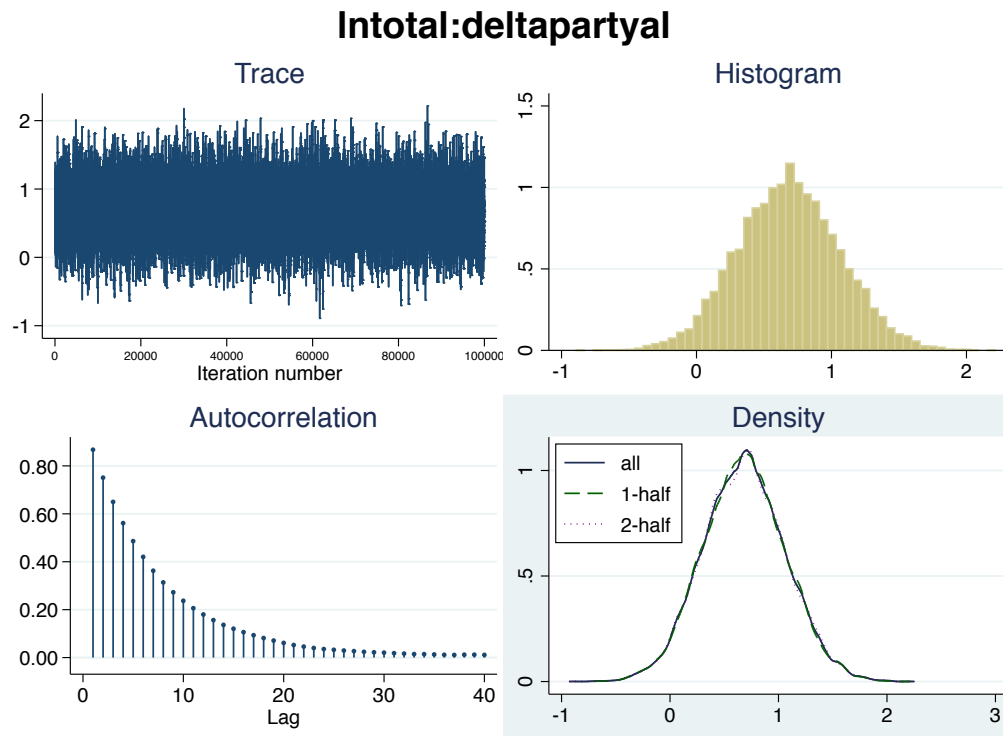 lntotal:deltapartyal
Trace
2
1
0
-1
0 20000 40000 60000 80000 100000
Iteration number
Histogram
1.5
1
.5
0
-1 0 1 2
Autocorrelation
0.80
0.60
0.40
0.20
0.00
0 10 20 30 40
Lag
Density
all
1-half
2-half
1
.5
0
-1 0 1 2 3